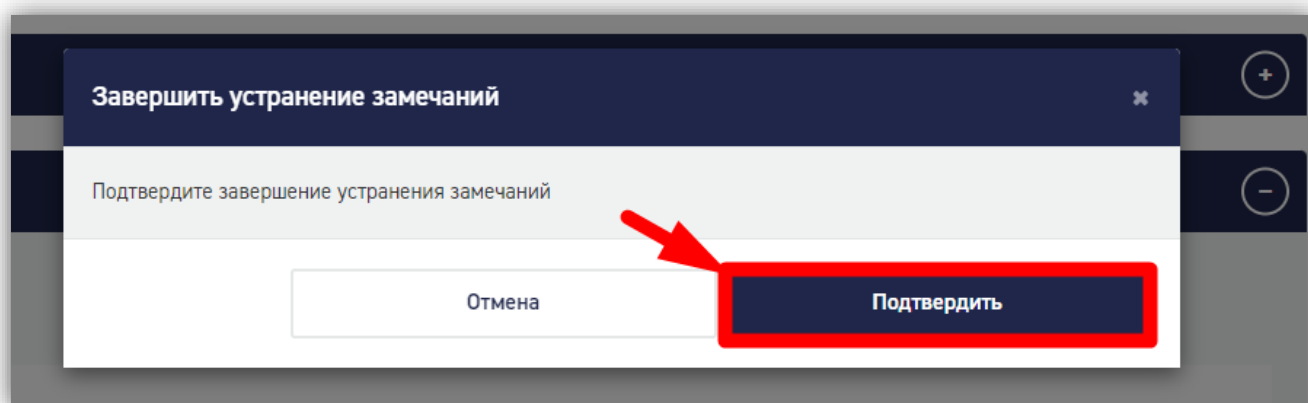 Завершить устранение замечаний
Подтвердите завершение устранения замечаний
Отмена
Подтвердить